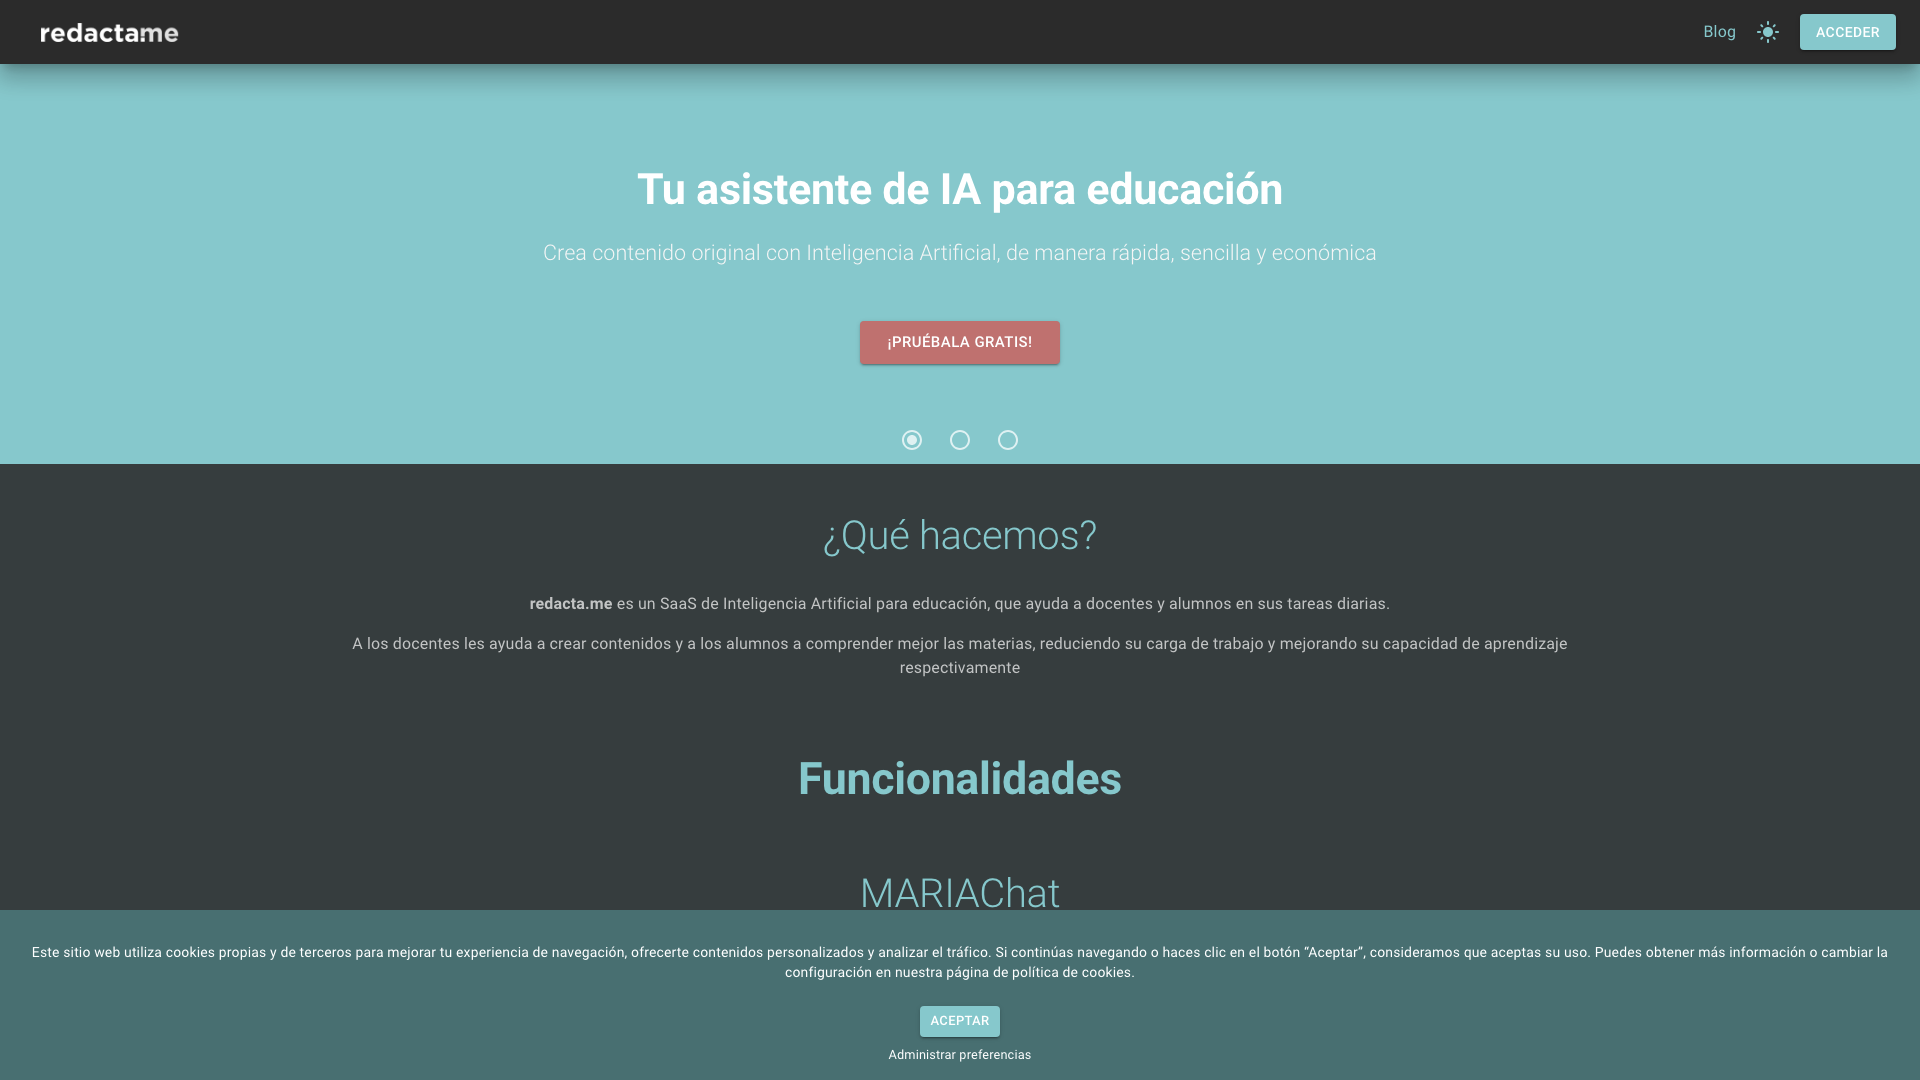 redactame
Blog
ACCEDER
Tu asistente de IA para educación
Crea contenido original con Inteligencia Artificial, de manera rápida, sencilla y económica
¡PRUÉBALA GRATIS!
¿Qué hacemos?
redacta.me es un SaaS de Inteligencia Artificial para educación, que ayuda a docentes y alumnos en sus tareas diarias.
A los docentes les ayuda a crear contenidos y a los alumnos a comprender mejor las materias, reduciendo su carga de trabajo y mejorando su capacidad de aprendizaje
respectivamente
Funcionalidades
MARIAChat
Este sitio web utiliza cookies propias y de terceros para mejorar tu experiencia de navegación, ofrecerte contenidos personalizados y analizar el tráfico. Si continúas navegando o haces clic en el botón “Aceptar”, consideramos que aceptas su uso. Puedes obtener más información o cambiar la
configuración en nuestra página de política de cookies.
ACEPTAR
Administrar preferencias